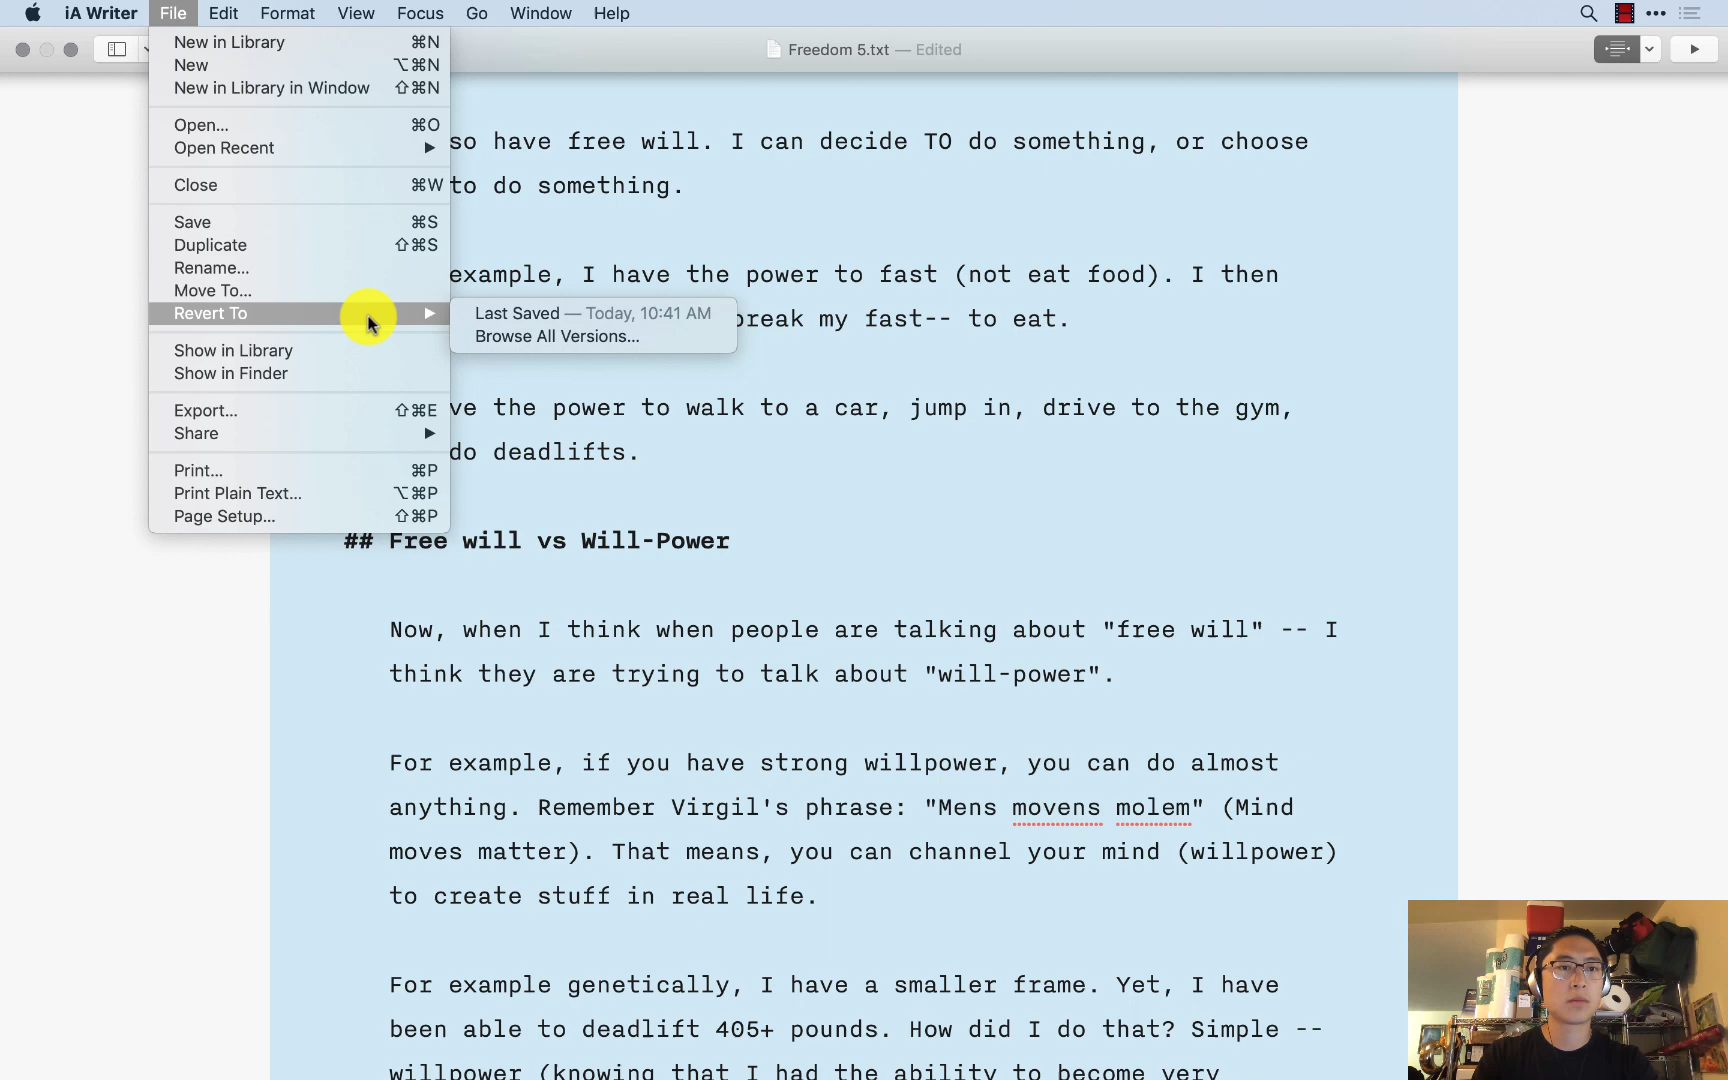 iA Writer File Edit Format View Focus Go Window Help
Freedom 5.txt — Edited
New in Library ⌘N
New ⌥⌘N
New in Library in Window ⇧⌘N
Open... ⌘O
Open Recent ▶
Close ⌘W
Save ⌘S
Duplicate ⇧⌘S
Rename...
Move To...
Revert To ▶
Show in Library
Show in Finder
Export... ⇧⌘E
Share ▶
Print... ⌘P
Print Plain Text... ⌥⌘P
Page Setup... ⇧⌘P
Last Saved — Today, 10:41 AM
Browse All Versions...
so have free will. I can decide TO do something, or choose
to do something.
example, I have the power to fast (not eat food). I then
break my fast-- to eat.
ve the power to walk to a car, jump in, drive to the gym,
do deadlifts.
## Free will vs Will-Power
Now, when I think when people are talking about "free will" -- I
think they are trying to talk about "will-power".
For example, if you have strong willpower, you can do almost
anything. Remember Virgil's phrase: "Mens movens molem" (Mind
moves matter). That means, you can channel your mind (willpower)
to create stuff in real life.
For example genetically, I have a smaller frame. Yet, I have
been able to deadlift 405+ pounds. How did I do that? Simple --
willpower (knowing that I had the ability to become very